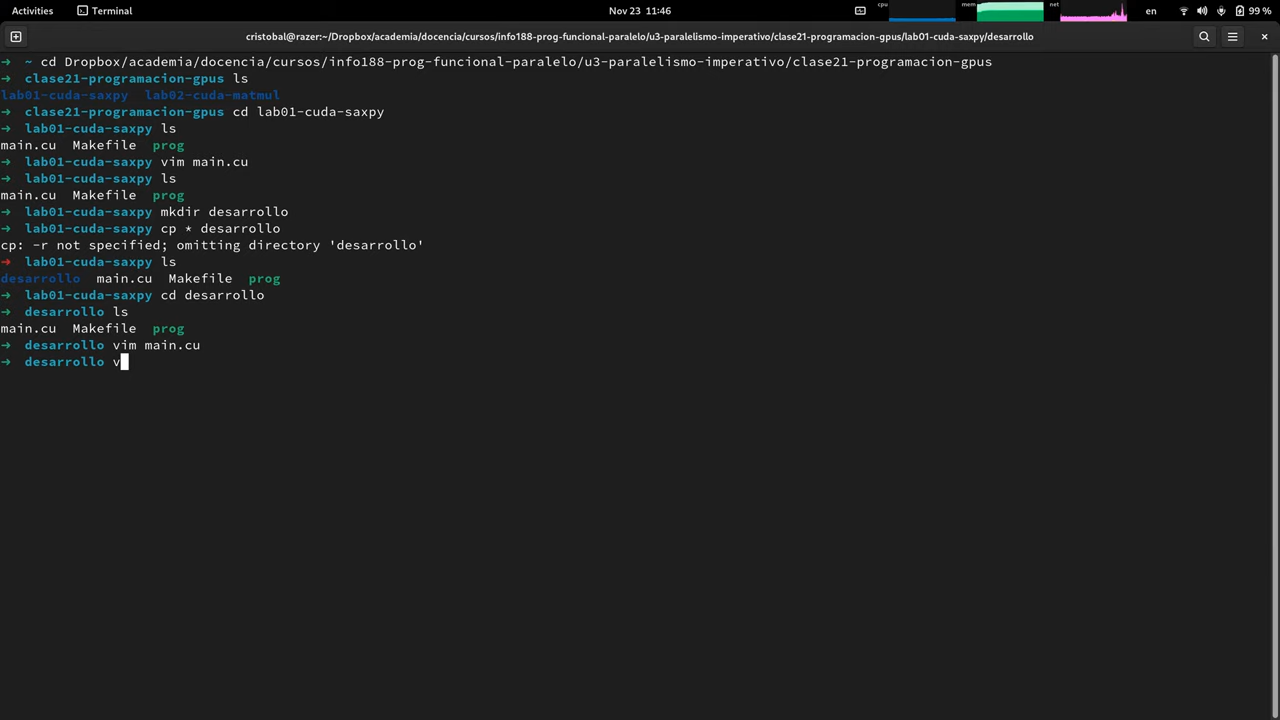 Activities Terminal Nov 23 11:46 cpu mem net en 99 %
cristobal@razer:~/Dropbox/academia/docencia/cursos/info188-prog-funcional-paralelo/u3-paralelismo-imperativo/clase21-programacion-gpus/lab01-cuda-saxpy/desarrollo
➜ ~ cd Dropbox/academia/docencia/cursos/info188-prog-funcional-paralelo/u3-paralelismo-imperativo/clase21-programacion-gpus
➜ clase21-programacion-gpus ls
lab01-cuda-saxpy lab02-cuda-matmul
➜ clase21-programacion-gpus cd lab01-cuda-saxpy
➜ lab01-cuda-saxpy ls
main.cu Makefile prog
➜ lab01-cuda-saxpy vim main.cu
➜ lab01-cuda-saxpy ls
main.cu Makefile prog
➜ lab01-cuda-saxpy mkdir desarrollo
➜ lab01-cuda-saxpy cp * desarrollo
cp: -r not specified; omitting directory 'desarrollo'
➜ lab01-cuda-saxpy ls
desarrollo main.cu Makefile prog
➜ lab01-cuda-saxpy cd desarrollo
➜ desarrollo ls
main.cu Makefile prog
➜ desarrollo vim main.cu
➜ desarrollo v